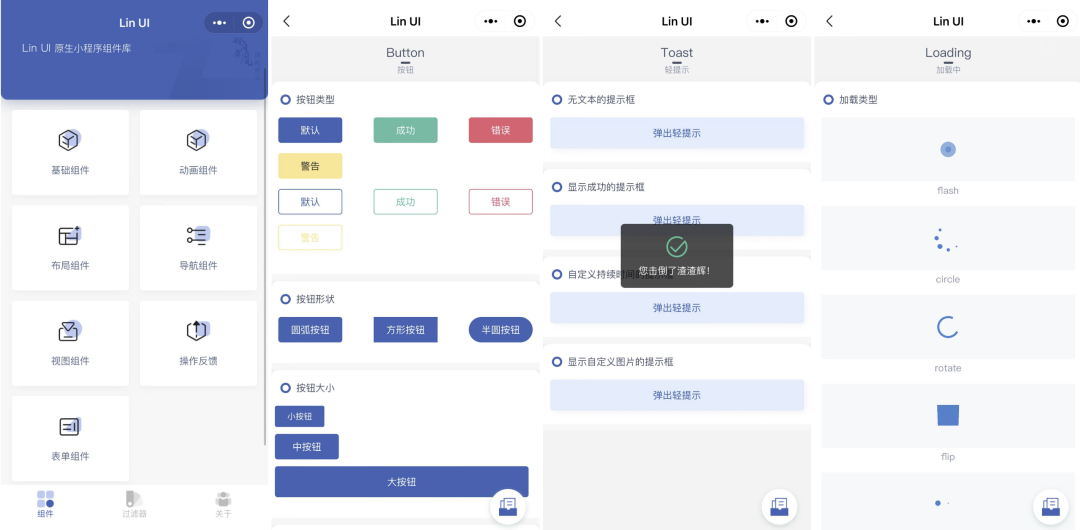 Lin UI
Lin UI 原生小程序组件库
基础组件
动画组件
布局组件
导航组件
视图组件
操作反馈
表单组件
组件
过滤器
关于
Lin UI
Button
按钮
按钮类型
默认
成功
错误
警告
默认
成功
错误
警告
按钮形状
圆弧按钮
方形按钮
半圆按钮
按钮大小
小按钮
中按钮
大按钮
Lin UI
Toast
轻提示
无文本的提示框
弹出轻提示
显示成功的提示框
弹出轻提示
您击倒了渣渣辉!
自定义持续时间的提示框
弹出轻提示
显示自定义图片的提示框
弹出轻提示
Lin UI
Loading
加载中
加载类型
flash
circle
rotate
flip